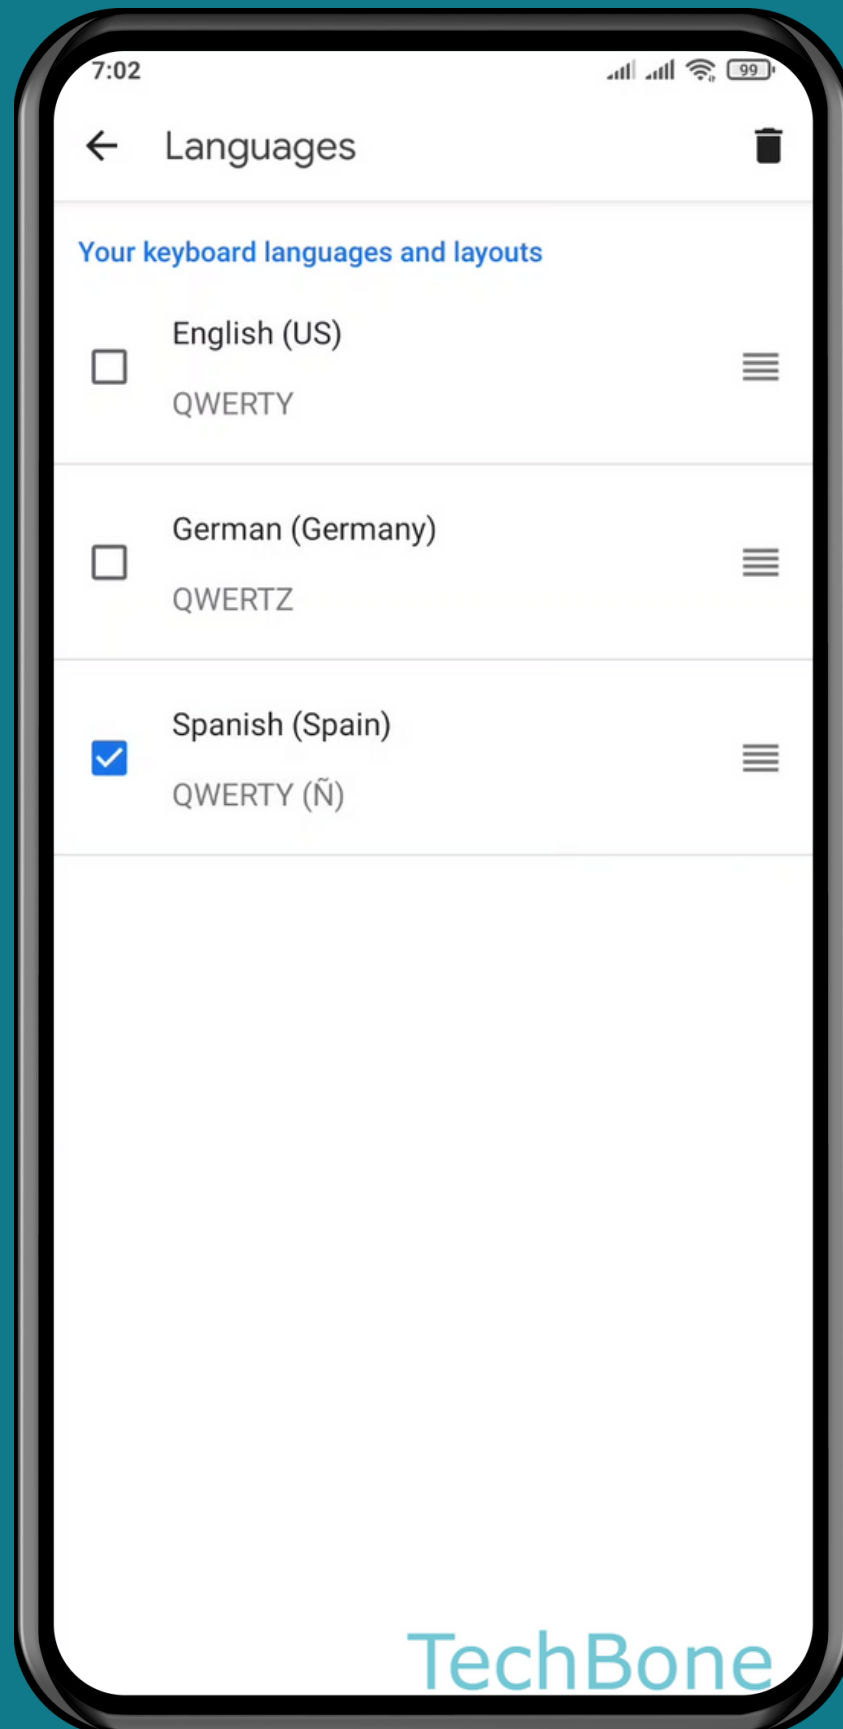 7:02
99
Languages
Your keyboard languages and layouts
English (US)
QWERTY
German (Germany)
QWERTZ
Spanish (Spain)
QWERTY (Ñ)
TechBone